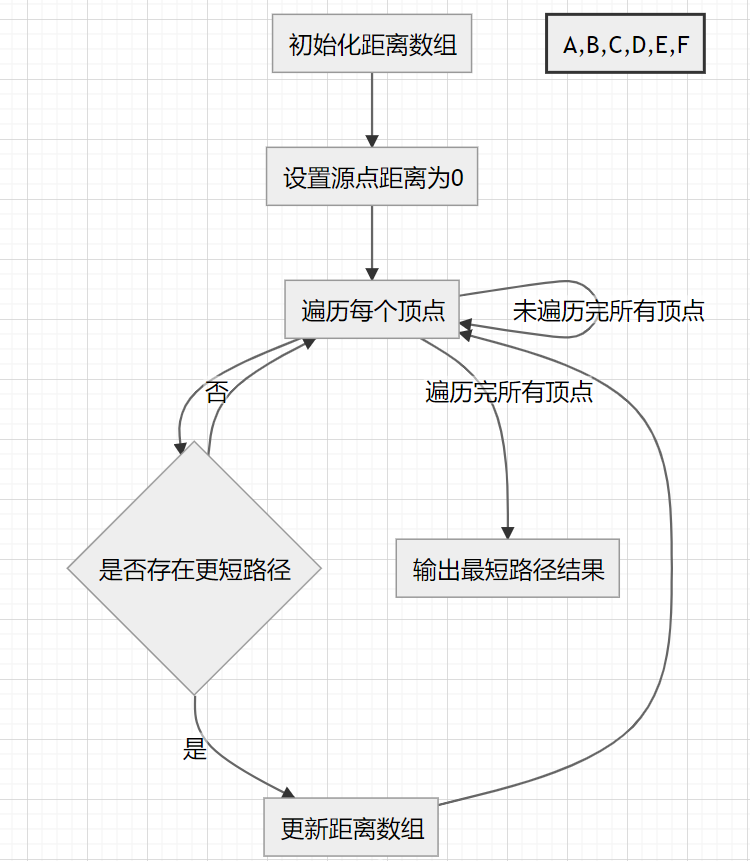 初始化距离数组
A,B,C,D,E,F
设置源点距离为0
遍历每个顶点
未遍历完所有顶点
否
遍历完所有顶点
是否存在更短路径
输出最短路径结果
是
更新距离数组